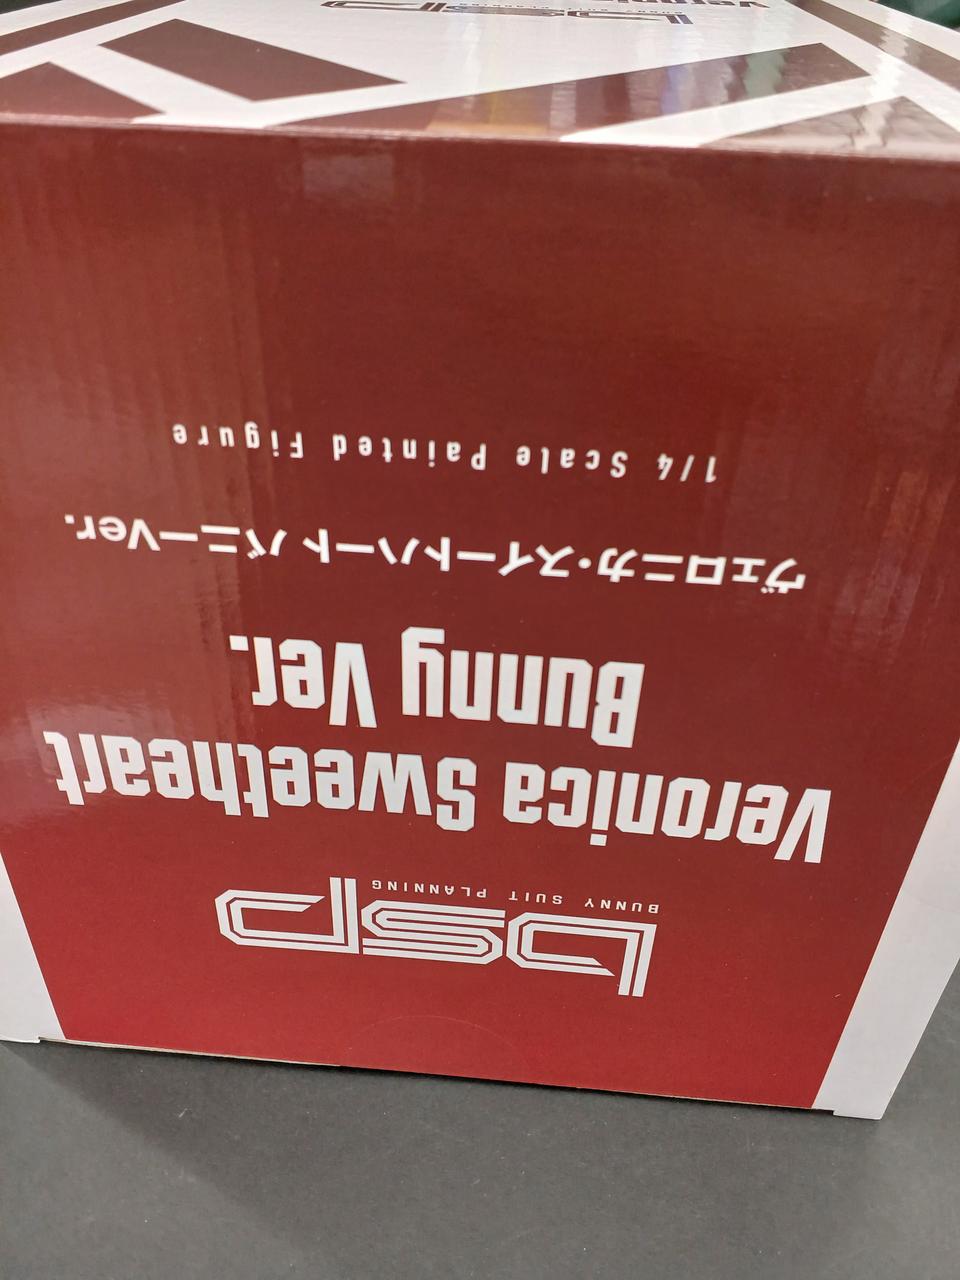 bsp
BUNNY SUIT PLANNING
Veronica Sweetheart
Bunny Ver.
ヴェロニカ・スイートハート バニーVer.
1/4 Scale Painted Figure
bsp